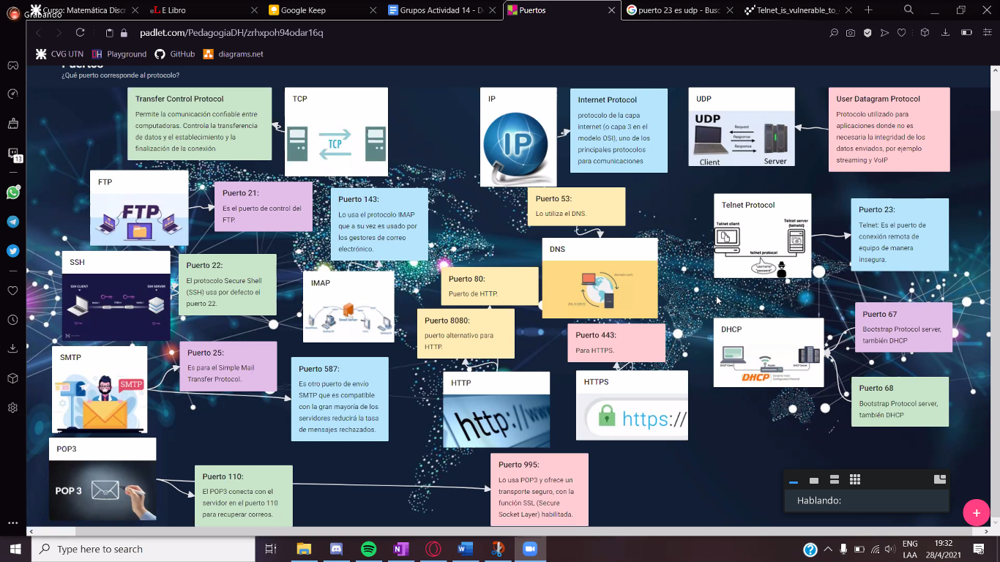 Grabando
Curso: Matemática Disc
E Libro
Google Keep
Grupos Actividad 14 - D
Puertos
puerto 23 es udp - Bus
Telnet_is_vulnerable_to_
padlet.com/PedagogiaDH/zrhxpoh94odar16q
CVG UTN
Playground
GitHub
diagrams.net
Puertos
¿Qué puerto corresponde al protocolo?
Transfer Control Protocol
Permite la comunicación confiable entre
computadoras. Controla la transferencia
de datos y el establecimiento y la
finalización de la conexión
TCP
TCP
IP
IP
Internet Protocol
protocolo de la capa
internet (o capa 3 en el
modelo OSI), uno de los
principales protocolos
para comunicaciones
UDP
UDP
Request
Response
Response
Client
Server
User Datagram Protocol
Protocolo utilizado para
aplicaciones donde no es
necesaria la integridad de los
datos enviados, por ejemplo
streaming y VoIP
FTP
FTP
Puerto 21:
Es el puerto de control del
FTP.
Puerto 143:
Lo usa el protocolo IMAP
que a su vez es usado por
los gestores de correo
electrónico.
Puerto 53:
Lo utiliza el DNS.
Telnet Protocol
Telnet client
Telnet server
(telnetd)
telnet protocol
username
password
Puerto 23:
Telnet: Es el puerto de
conexión remota de
equipo de manera
insegura.
SSH
SSH CLIENT
SSH SERVER
Puerto 22:
El protocolo Secure Shell
(SSH) usa por defecto el
puerto 22.
IMAP
Email Server
Puerto 80:
Puerto de HTTP.
DNS
domain.com
Puerto 8080:
puerto alternativo para
HTTP.
Puerto 443:
Para HTTPS.
DHCP
DHCP Client
DHCP Server
Router
DHCP
Puerto 67
Bootstrap Protocol server,
también DHCP
Puerto 68
Bootstrap Protocol server,
también DHCP
SMTP
SMTP
Puerto 25:
Es para el Simple Mail
Transfer Protocol.
Puerto 587:
Es otro puerto de envío
SMTP que es compatible
con la gran mayoría de los
servidores reducirá la tasa
de mensajes rechazados.
HTTP
http://ww
HTTPS
https://
POP3
POP 3
Puerto 110:
El POP3 conecta con el
servidor en el puerto 110
para recuperar correos.
Puerto 995:
Lo usa POP3 y ofrece un
transporte seguro, con la
función SSL (Secure
Socket Layer) habilitada.
Hablando:
13
Type here to search
ENG
LAA
19:32
28/4/2021